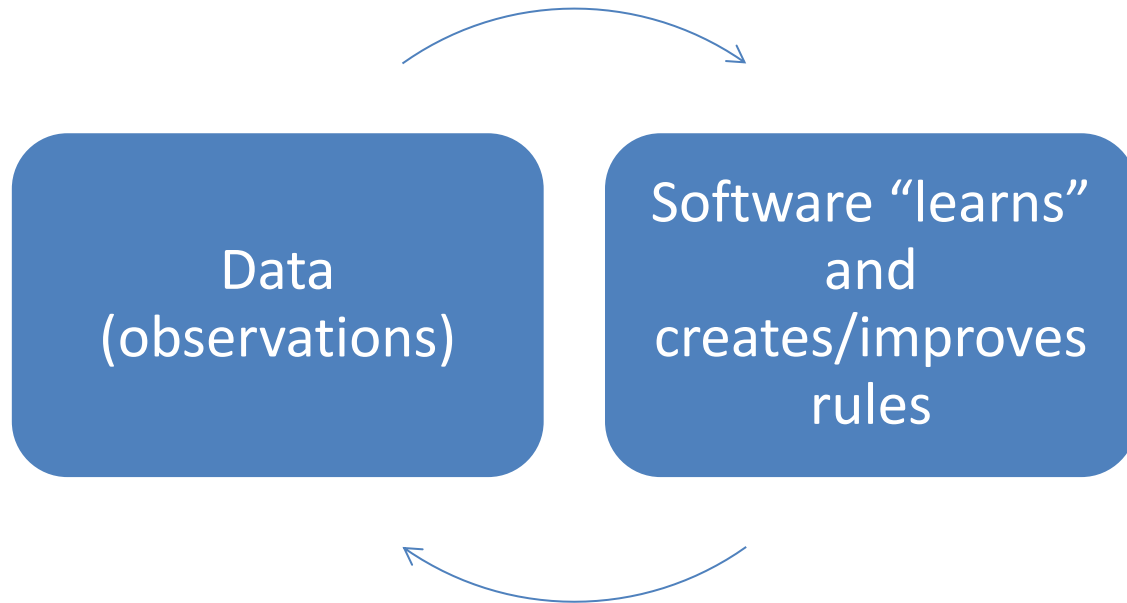 Data
(observations)
Software “learns”
and
creates/improves
rules